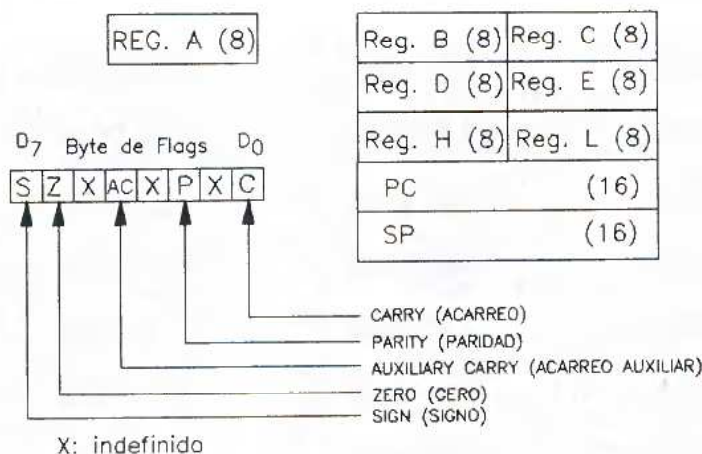 REG. A (8)
Reg. B (8) Reg. C (8)
Reg. D (8) Reg. E (8)
Reg. H (8) Reg. L (8)
PC (16)
SP (16)
D7 Byte de Flags D0
S Z X AC X P X C
CARRY (ACARREO)
PARITY (PARIDAD)
AUXILIARY CARRY (ACARREO AUXILIAR)
ZERO (CERO)
SIGN (SIGNO)
X: indefinido